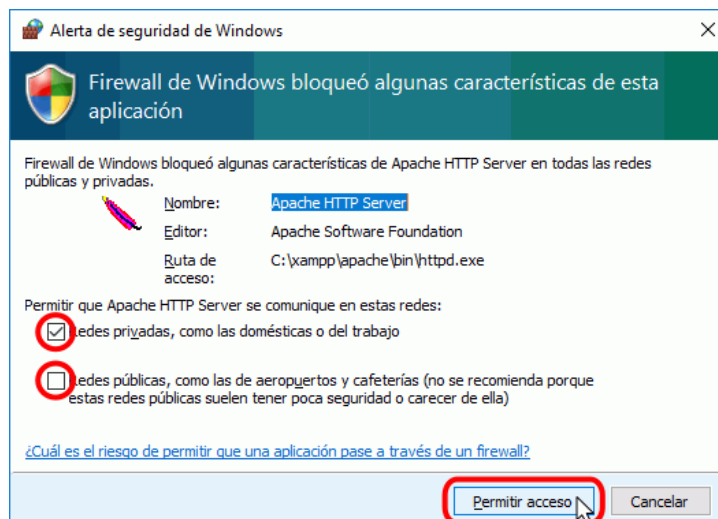 Alerta de seguridad de Windows
Firewall de Windows bloqueó algunas características de esta
aplicación
Firewall de Windows bloqueó algunas características de Apache HTTP Server en todas las redes
públicas y privadas.
Nombre: Apache HTTP Server
Editor: Apache Software Foundation
Ruta de C:\xampp\apache\bin\httpd.exe
acceso:
Permitir que Apache HTTP Server se comunique en estas redes:
Redes privadas, como las domésticas o del trabajo
Redes públicas, como las de aeropuertos y cafeterías (no se recomienda porque
estas redes públicas suelen tener poca seguridad o carecer de ella)
¿Cuál es el riesgo de permitir que una aplicación pase a través de un firewall?
Permitir acceso Cancelar